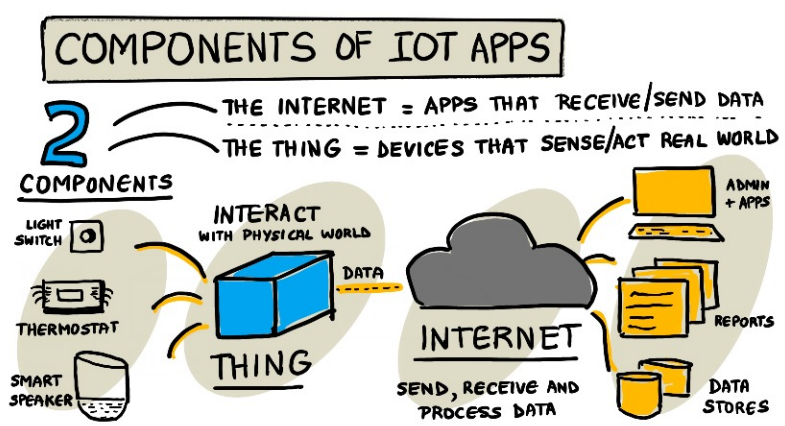 COMPONENTS OF IOT APPS
2
COMPONENTS
THE INTERNET = APPS THAT RECEIVE/SEND DATA
THE THING = DEVICES THAT SENSE/ACT REAL WORLD
LIGHT
SWITCH
THERMOSTAT
SMART
SPEAKER
INTERACT
WITH PHYSICAL WORLD
THING
DATA
INTERNET
SEND, RECEIVE AND
PROCESS DATA
ADMIN
+ APPS
REPORTS
DATA
STORES